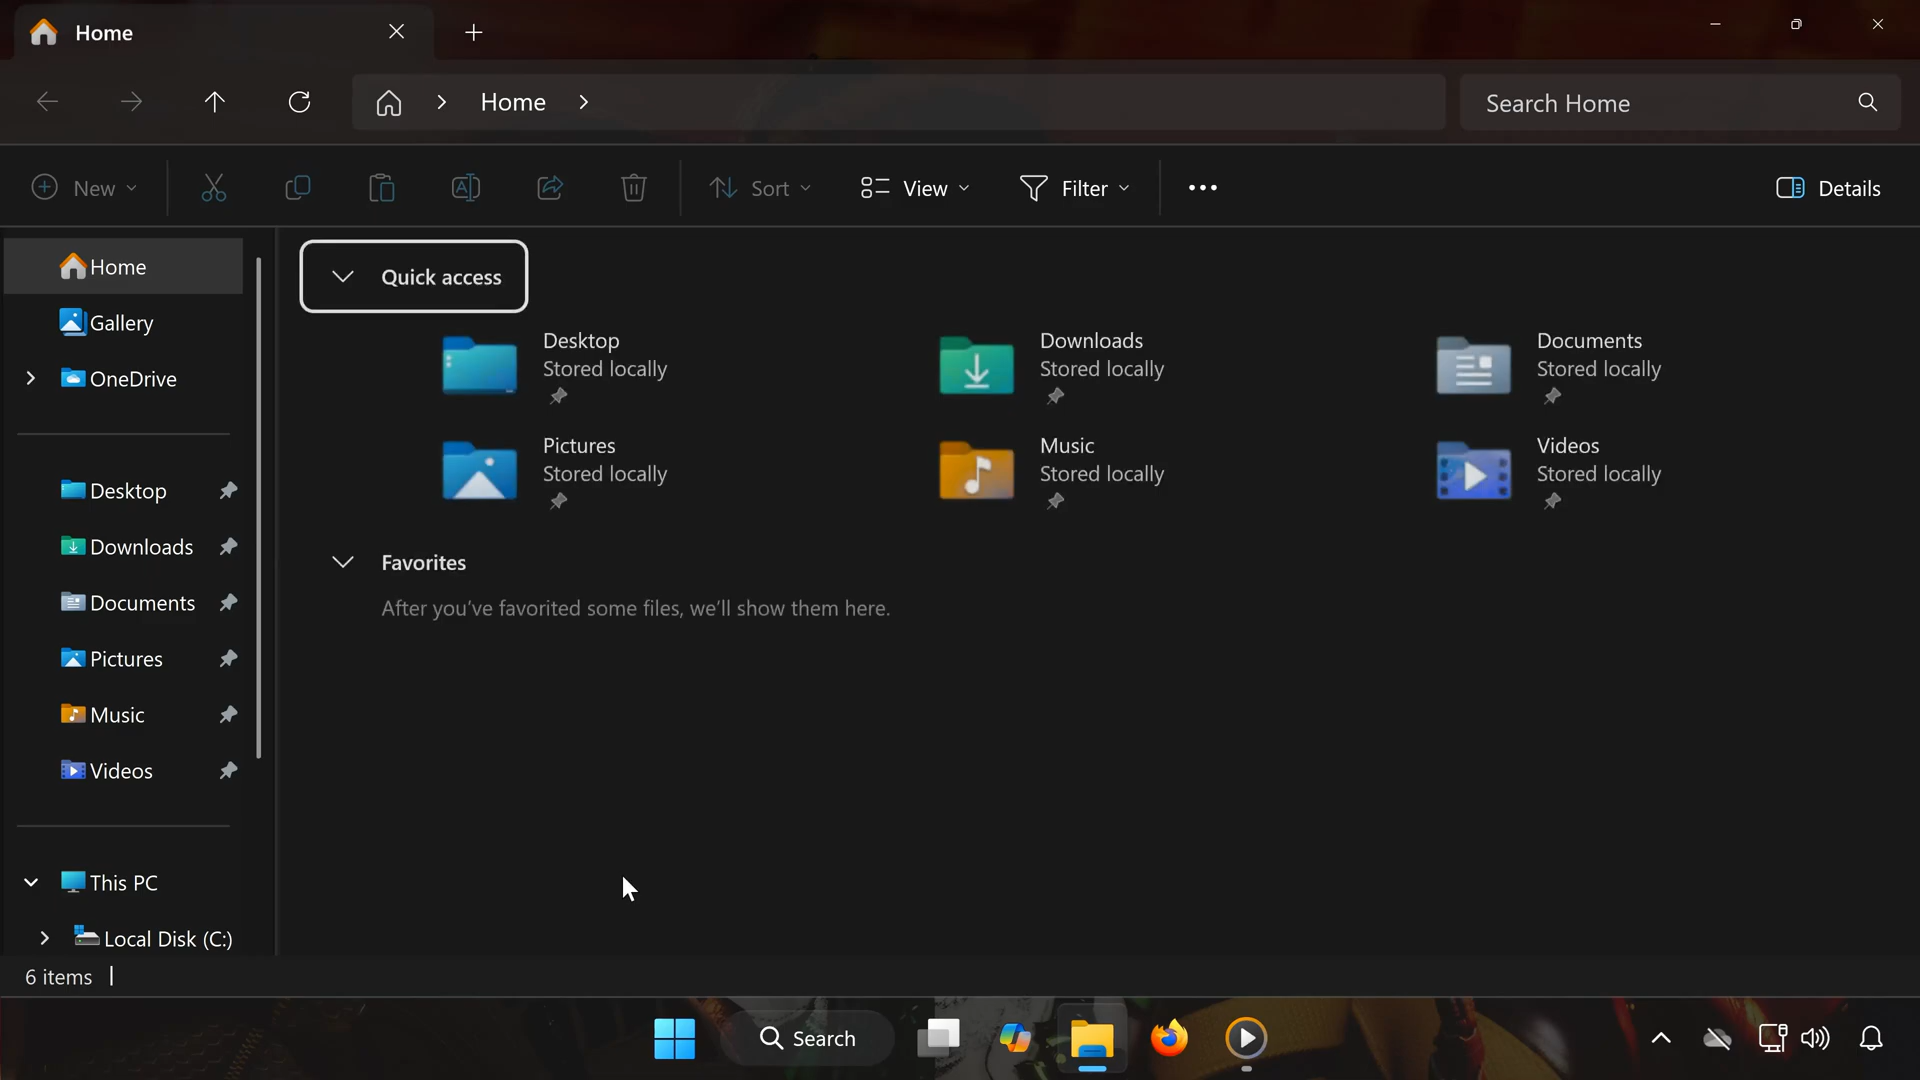 Home
Home
Search Home
New
Sort
View
Filter
Details
Home
Gallery
OneDrive
Desktop
Downloads
Documents
Pictures
Music
Videos
This PC
Local Disk (C:)
Quick access
Desktop
Stored locally
Downloads
Stored locally
Documents
Stored locally
Pictures
Stored locally
Music
Stored locally
Videos
Stored locally
Favorites
After you've favorited some files, we'll show them here.
6 items
Search